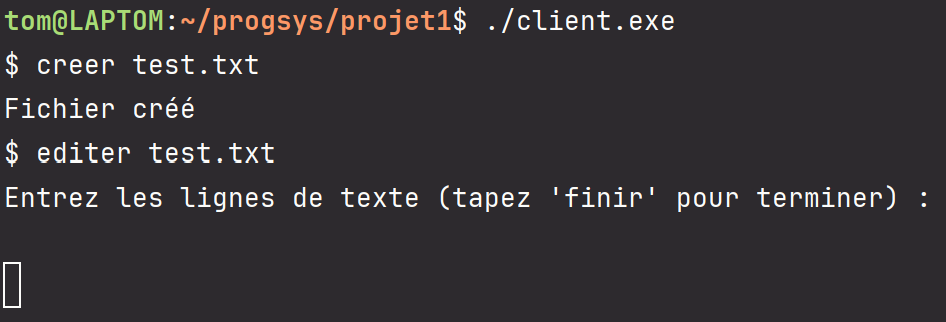 tom@LAPTOM:~/progsys/projet1$ ./client.exe
$ creer test.txt
Fichier créé
$ editer test.txt
Entrez les lignes de texte (tapez 'finir' pour terminer) :